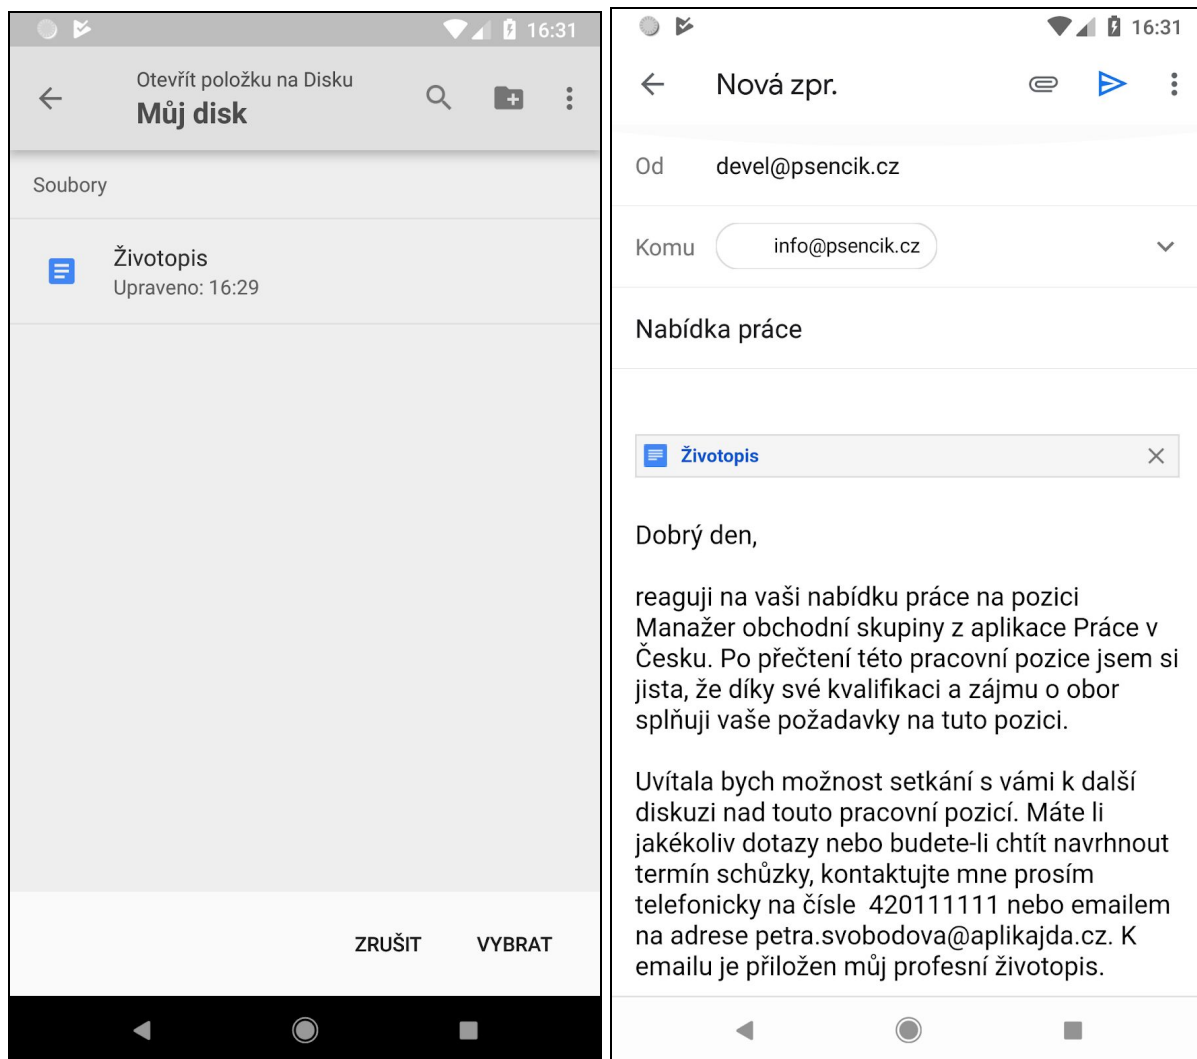 16:31
Otevřít položku na Disku
Můj disk
Soubory
Životopis
Upraveno: 16:29
ZRUŠIT VYBRAT
16:31
Nová zpr.
Od devel@psencik.cz
Komu info@psencik.cz
Nabídka práce
Životopis
Dobrý den,
reaguji na vaši nabídku práce na pozici
Manažer obchodní skupiny z aplikace Práce v
Česku. Po přečtení této pracovní pozice jsem si
jista, že díky své kvalifikaci a zájmu o obor
splňuji vaše požadavky na tuto pozici.
Uvítala bych možnost setkání s vámi k další
diskuzi nad touto pracovní pozicí. Máte li
jakékoliv dotazy nebo budete-li chtít navrhnout
termín schůzky, kontaktujte mne prosím
telefonicky na čísle  420111111 nebo emailem
na adrese petra.svobodova@aplikajda.cz. K
emailu je přiložen můj profesní životopis.